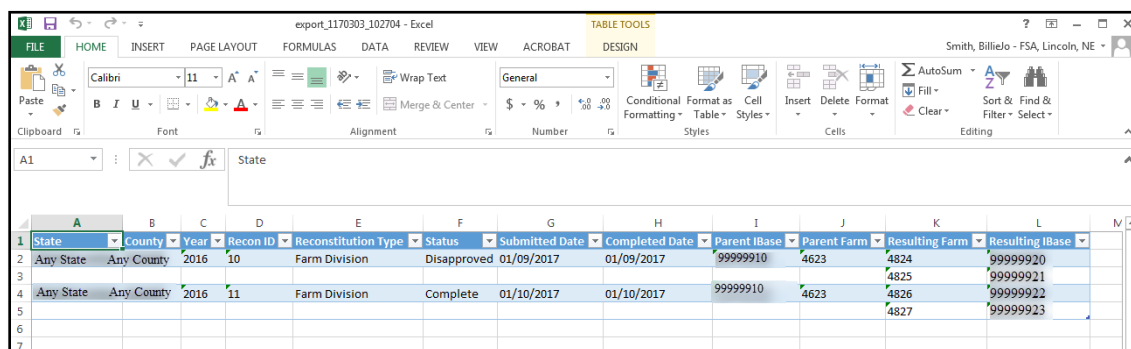 export_1170303_102704 - Excel TABLE TOOLS ?
FILE HOME INSERT PAGE LAYOUT FORMULAS DATA REVIEW VIEW ACROBAT DESIGN Smith, BillieJo - FSA, Lincoln, NE
Paste Calibri 11 A A Wrap Text General AutoSum
B I U A Merge & Center $ % , .0 .00 .00 .0 Conditional Formatting Format as Table Cell Styles Insert Delete Format Fill Clear Sort & Filter Find & Select
Clipboard Font Alignment Number Styles Cells Editing
A1 fx State
A B C D E F G H I J K L M
1 State County Year Recon ID Reconstitution Type Status Submitted Date Completed Date Parent IBase Parent Farm Resulting Farm Resulting IBase
2 Any State Any County 2016 10 Farm Division Disapproved 01/09/2017 01/09/2017 99999910 4623 4824 99999920
3 4825 99999921
4 Any State Any County 2016 11 Farm Division Complete 01/10/2017 01/10/2017 99999910 4623 4826 99999922
5 4827 99999923
6
7